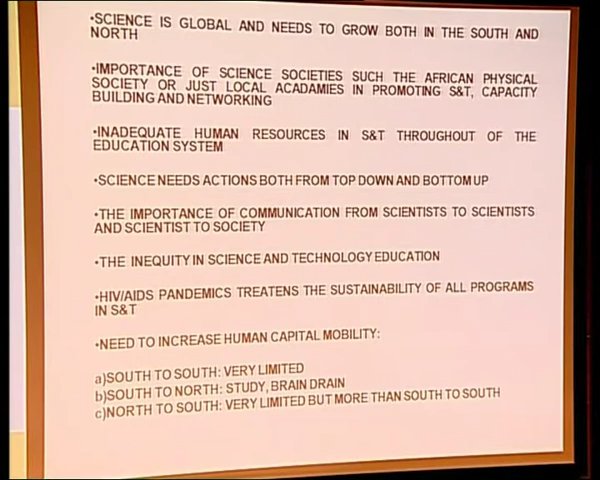 •SCIENCE IS GLOBAL AND NEEDS TO GROW BOTH IN THE SOUTH AND
NORTH
•IMPORTANCE OF SCIENCE SOCIETIES SUCH THE AFRICAN PHYSICAL
SOCIETY OR JUST LOCAL ACADAMIES IN PROMOTING S&T, CAPACITY
BUILDING AND NETWORKING
•INADEQUATE HUMAN RESOURCES IN S&T THROUGHOUT OF THE
EDUCATION SYSTEM
•SCIENCE NEEDS ACTIONS BOTH FROM TOP DOWN AND BOTTOM UP
•THE IMPORTANCE OF COMMUNICATION FROM SCIENTISTS TO SCIENTISTS
AND SCIENTIST TO SOCIETY
•THE INEQUITY IN SCIENCE AND TECHNOLOGY EDUCATION
•HIV/AIDS PANDEMICS TREATENS THE SUSTAINABILITY OF ALL PROGRAMS
IN S&T
•NEED TO INCREASE HUMAN CAPITAL MOBILITY:
a)SOUTH TO SOUTH: VERY LIMITED
b)SOUTH TO NORTH: STUDY, BRAIN DRAIN
c)NORTH TO SOUTH: VERY LIMITED BUT MORE THAN SOUTH TO SOUTH